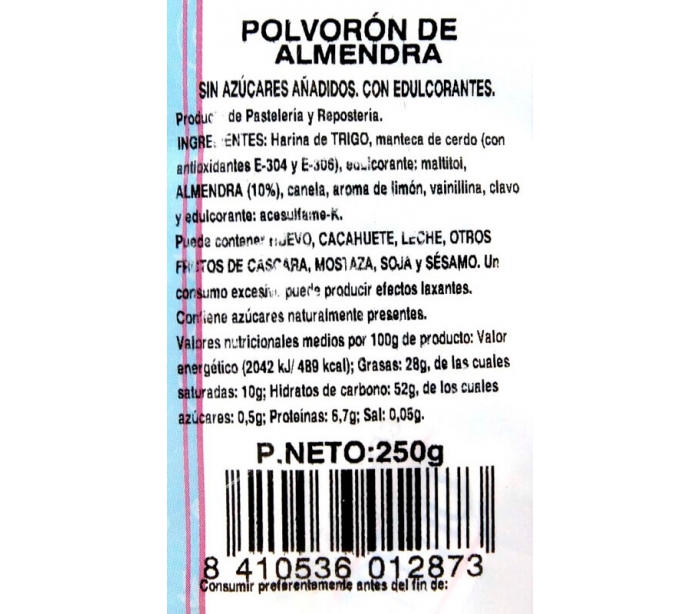 POLVORÓN DE
ALMENDRA
SIN AZÚCARES AÑADIDOS. CON EDULCORANTES.
de Pastelería y Repostería.
Harina de TRIGO, manteca de cerdo (con
antioxidantes E-304 y E-306), edulcorante: maltitol,
ALMENDRA (10%), canela, aroma de limón, vainillina, clavo
y edulcorante: acesulfame-K.
Puede contener HUEVO, CACAHUETE, LECHE, OTROS
FRUTOS DE CÁSCARA, MOSTAZA, SOJA y SÉSAMO. Un
consumo excesivo puede producir efectos laxantes.
Contiene azúcares naturalmente presentes.
Valores nutricionales medios por 100g de producto: Valor
energético (2042 kJ/ 489 kcal); Grasas: 28g, de las cuales
saturadas: 10g; Hidratos de carbono: 52g, de los cuales
azúcares: 0,5g; Proteínas: 6,7g; Sal: 0,05g.
P.NETO:250g
8 410536 012873
Consumir preferentemente antes del fin de: